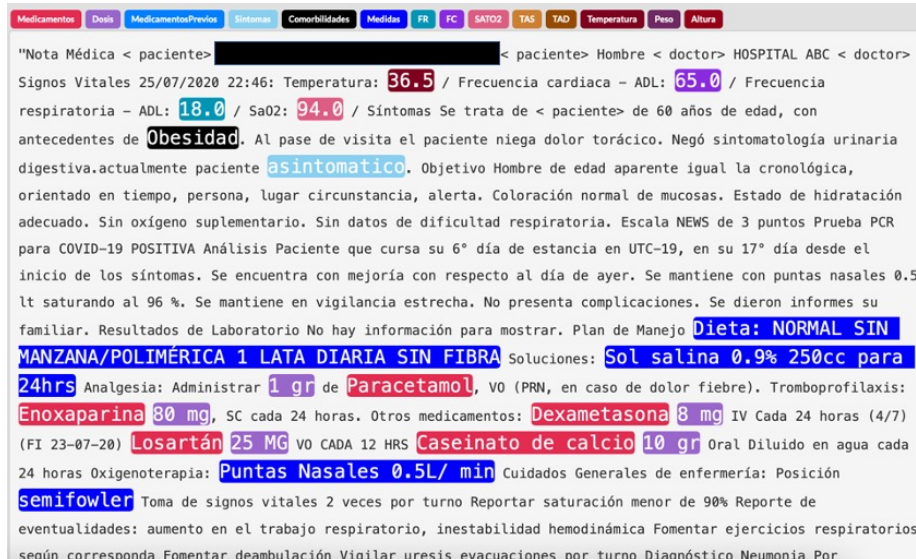 Medicamentos Dosis MedicamentosPrevios Sintomas Comorbilidades Medidas FR FC SATO2 TAS TAD Temperatura Peso Altura
"Nota Médica < paciente> < paciente> Hombre < doctor> HOSPITAL ABC < doctor>
Signos Vitales 25/07/2020 22:46: Temperatura: 36.5 / Frecuencia cardiaca – ADL: 65.0 / Frecuencia
respiratoria – ADL: 18.0 / SaO2: 94.0 / Síntomas Se trata de < paciente> de 60 años de edad, con
antecedentes de Obesidad. Al pase de visita el paciente niega dolor torácico. Negó sintomatología urinaria
digestiva.actualmente paciente asintomatico. Objetivo Hombre de edad aparente igual la cronológica,
orientado en tiempo, persona, lugar circunstancia, alerta. Coloración normal de mucosas. Estado de hidratación
adecuado. Sin oxígeno suplementario. Sin datos de dificultad respiratoria. Escala NEWS de 3 puntos Prueba PCR
para COVID–19 POSITIVA Análisis Paciente que cursa su 6° día de estancia en UTC–19, en su 17° día desde el
inicio de los síntomas. Se encuentra con mejoría con respecto al día de ayer. Se mantiene con puntas nasales 0.5
lt saturando al 96 %. Se mantiene en vigilancia estrecha. No presenta complicaciones. Se dieron informes su
familiar. Resultados de Laboratorio No hay información para mostrar. Plan de Manejo Dieta: NORMAL SIN
MANZANA/POLIMÉRICA 1 LATA DIARIA SIN FIBRA Soluciones: Sol salina 0.9% 250cc para
24hrs Analgesia: Administrar 1 gr de Paracetamol, VO (PRN, en caso de dolor fiebre). Tromboprofilaxis:
Enoxaparina 80 mg, SC cada 24 horas. Otros medicamentos: Dexametasona 8 mg IV Cada 24 horas (4/7)
(FI 23–07–20) Losartán 25 MG VO CADA 12 HRS Caseinato de calcio 10 gr Oral Diluido en agua cada
24 horas Oxigenoterapia: Puntas Nasales 0.5L/ min Cuidados Generales de enfermería: Posición
semifowler Toma de signos vitales 2 veces por turno Reportar saturación menor de 90% Reporte de
eventualidades: aumento en el trabajo respiratorio, inestabilidad hemodinámica Fomentar ejercicios respiratorios
según corresponda Fomentar deambulación Vigilar uresis evacuaciones por turno Diagnóstico Neumonia Por